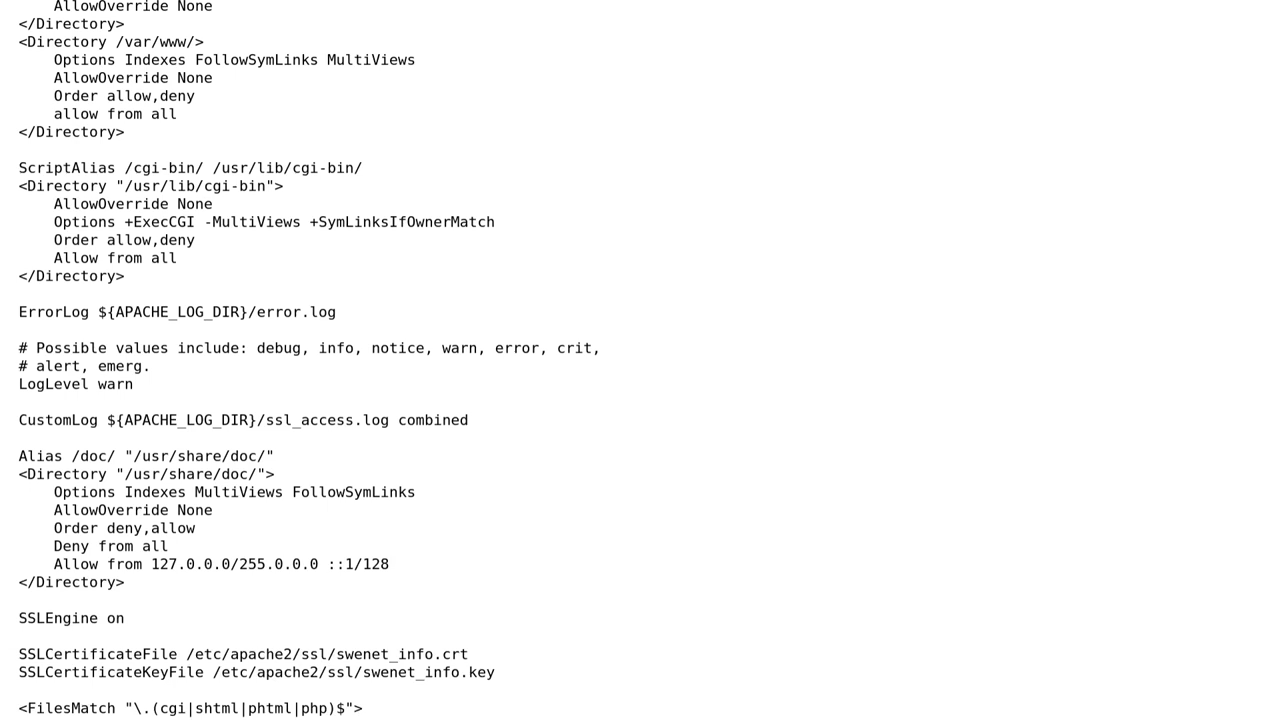 AllowOverride None
</Directory>
<Directory /var/www/>
    Options Indexes FollowSymLinks MultiViews
    AllowOverride None
    Order allow,deny
    allow from all
</Directory>

ScriptAlias /cgi-bin/ /usr/lib/cgi-bin/
<Directory "/usr/lib/cgi-bin">
    AllowOverride None
    Options +ExecCGI -MultiViews +SymLinksIfOwnerMatch
    Order allow,deny
    Allow from all
</Directory>

ErrorLog ${APACHE_LOG_DIR}/error.log

# Possible values include: debug, info, notice, warn, error, crit,
# alert, emerg.
LogLevel warn

CustomLog ${APACHE_LOG_DIR}/ssl_access.log combined

Alias /doc/ "/usr/share/doc/"
<Directory "/usr/share/doc/">
    Options Indexes MultiViews FollowSymLinks
    AllowOverride None
    Order deny,allow
    Deny from all
    Allow from 127.0.0.0/255.0.0.0 ::1/128
</Directory>

SSLEngine on

SSLCertificateFile /etc/apache2/ssl/swenet_info.crt
SSLCertificateKeyFile /etc/apache2/ssl/swenet_info.key

<FilesMatch "\.(cgi|shtml|phtml|php)$">